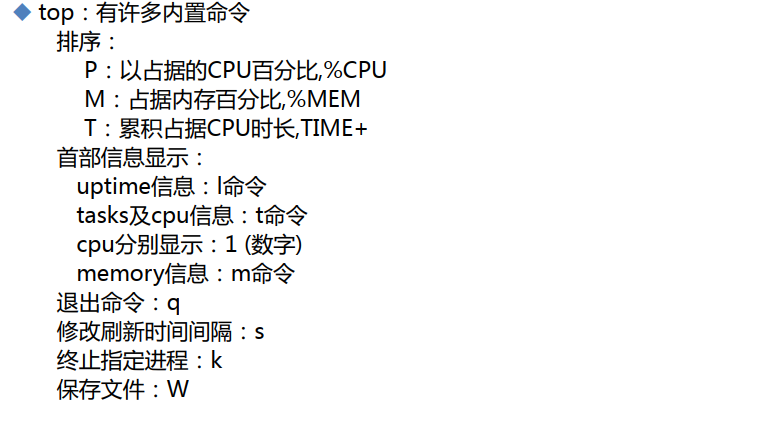 top：有许多内置命令
排序：
P：以占据的CPU百分比,%CPU
M：占据内存百分比,%MEM
T：累积占据CPU时长,TIME+
首部信息显示：
uptime信息：l命令
tasks及cpu信息：t命令
cpu分别显示：1 (数字)
memory信息：m命令
退出命令：q
修改刷新时间间隔：s
终止指定进程：k
保存文件：W